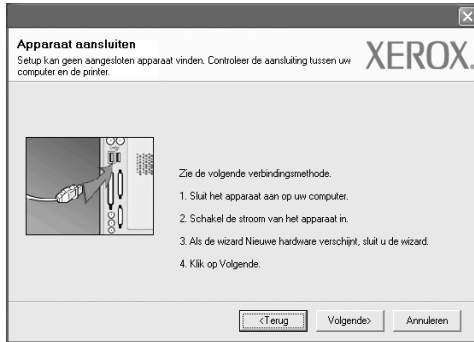 Apparaat aansluiten
Setup kan geen aangesloten apparaat vinden. Controleer de aansluiting tussen uw
computer en de printer.
XEROX.
Zie de volgende verbindingsmethode.
1. Sluit het apparaat aan op uw computer.
2. Schakel de stroom van het apparaat in.
3. Als de wizard Nieuwe hardware verschijnt, sluit u de wizard.
4. Klik op Volgende.
<Terug
Volgende>
Annuleren